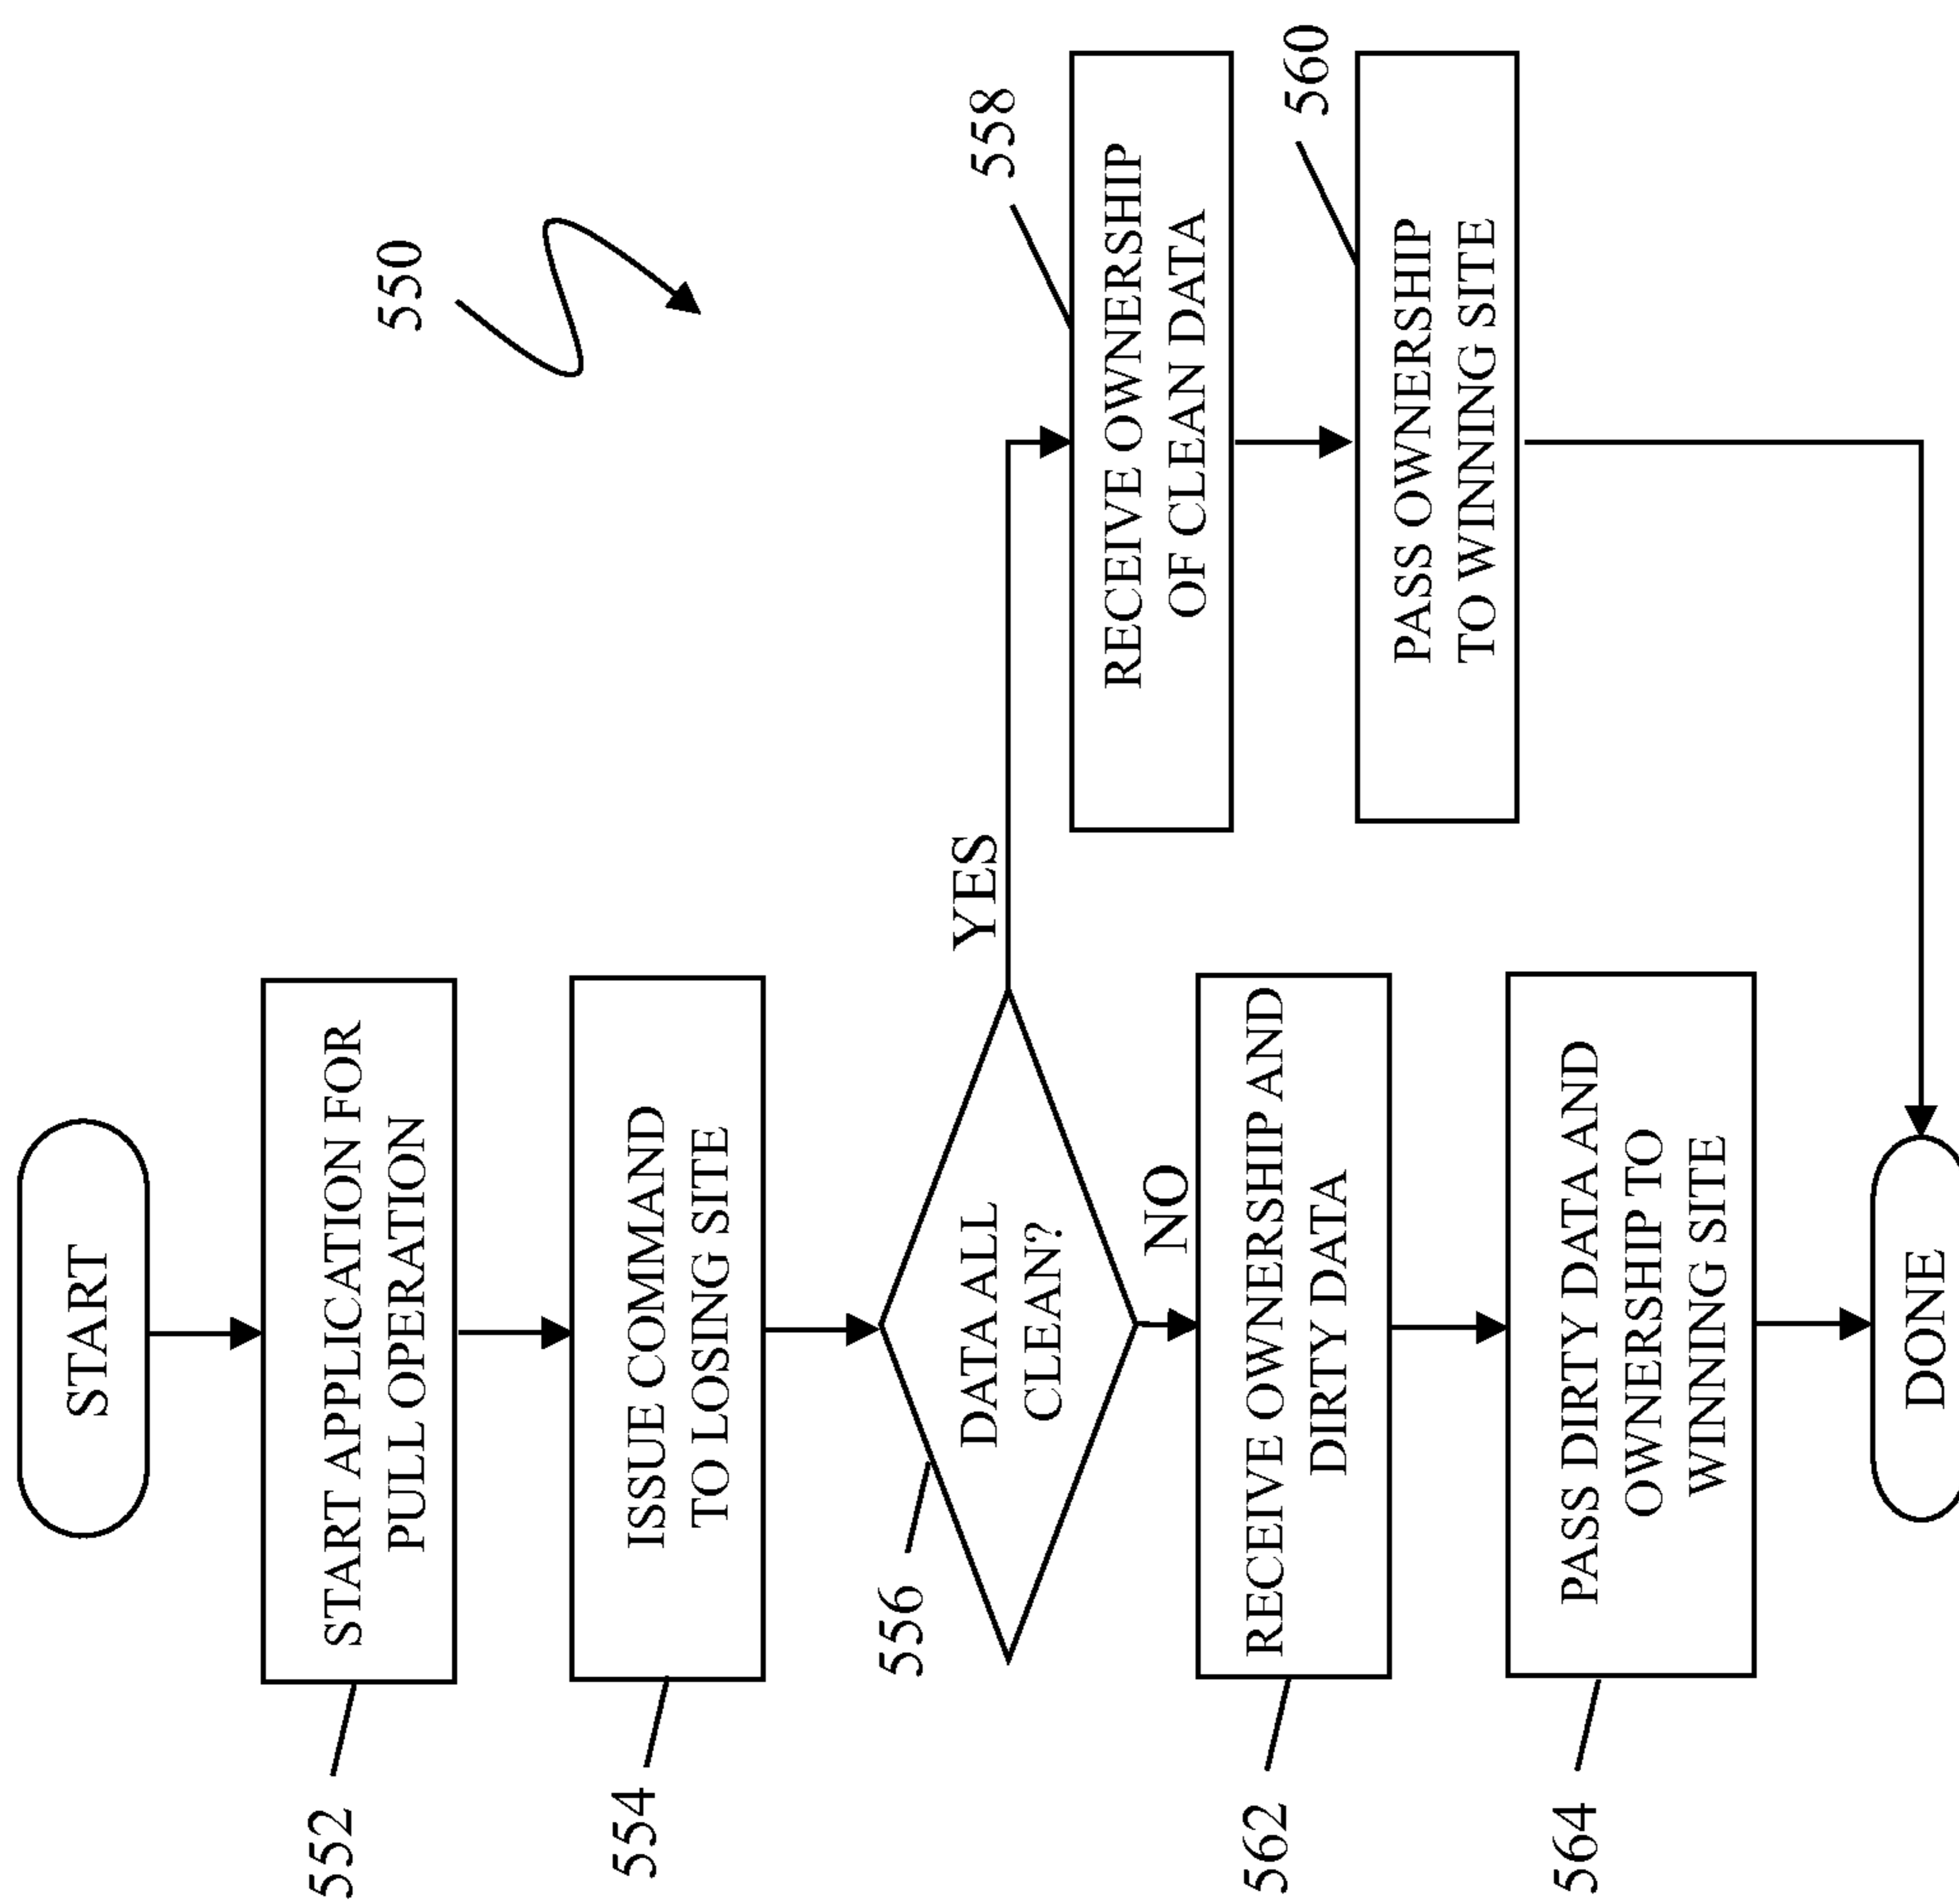 550
START
552
START APPLICATION FOR
PULL OPERATION
554
ISSUE COMMAND
TO LOSING SITE
556
DATA ALL
CLEAN?
YES
NO
558
RECEIVE OWNERSHIP
OF CLEAN DATA
560
PASS OWNERSHIP
TO WINNING SITE
562
RECEIVE OWNERSHIP AND
DIRTY DATA
564
PASS DIRTY DATA AND
OWNERSHIP TO
WINNING SITE
DONE